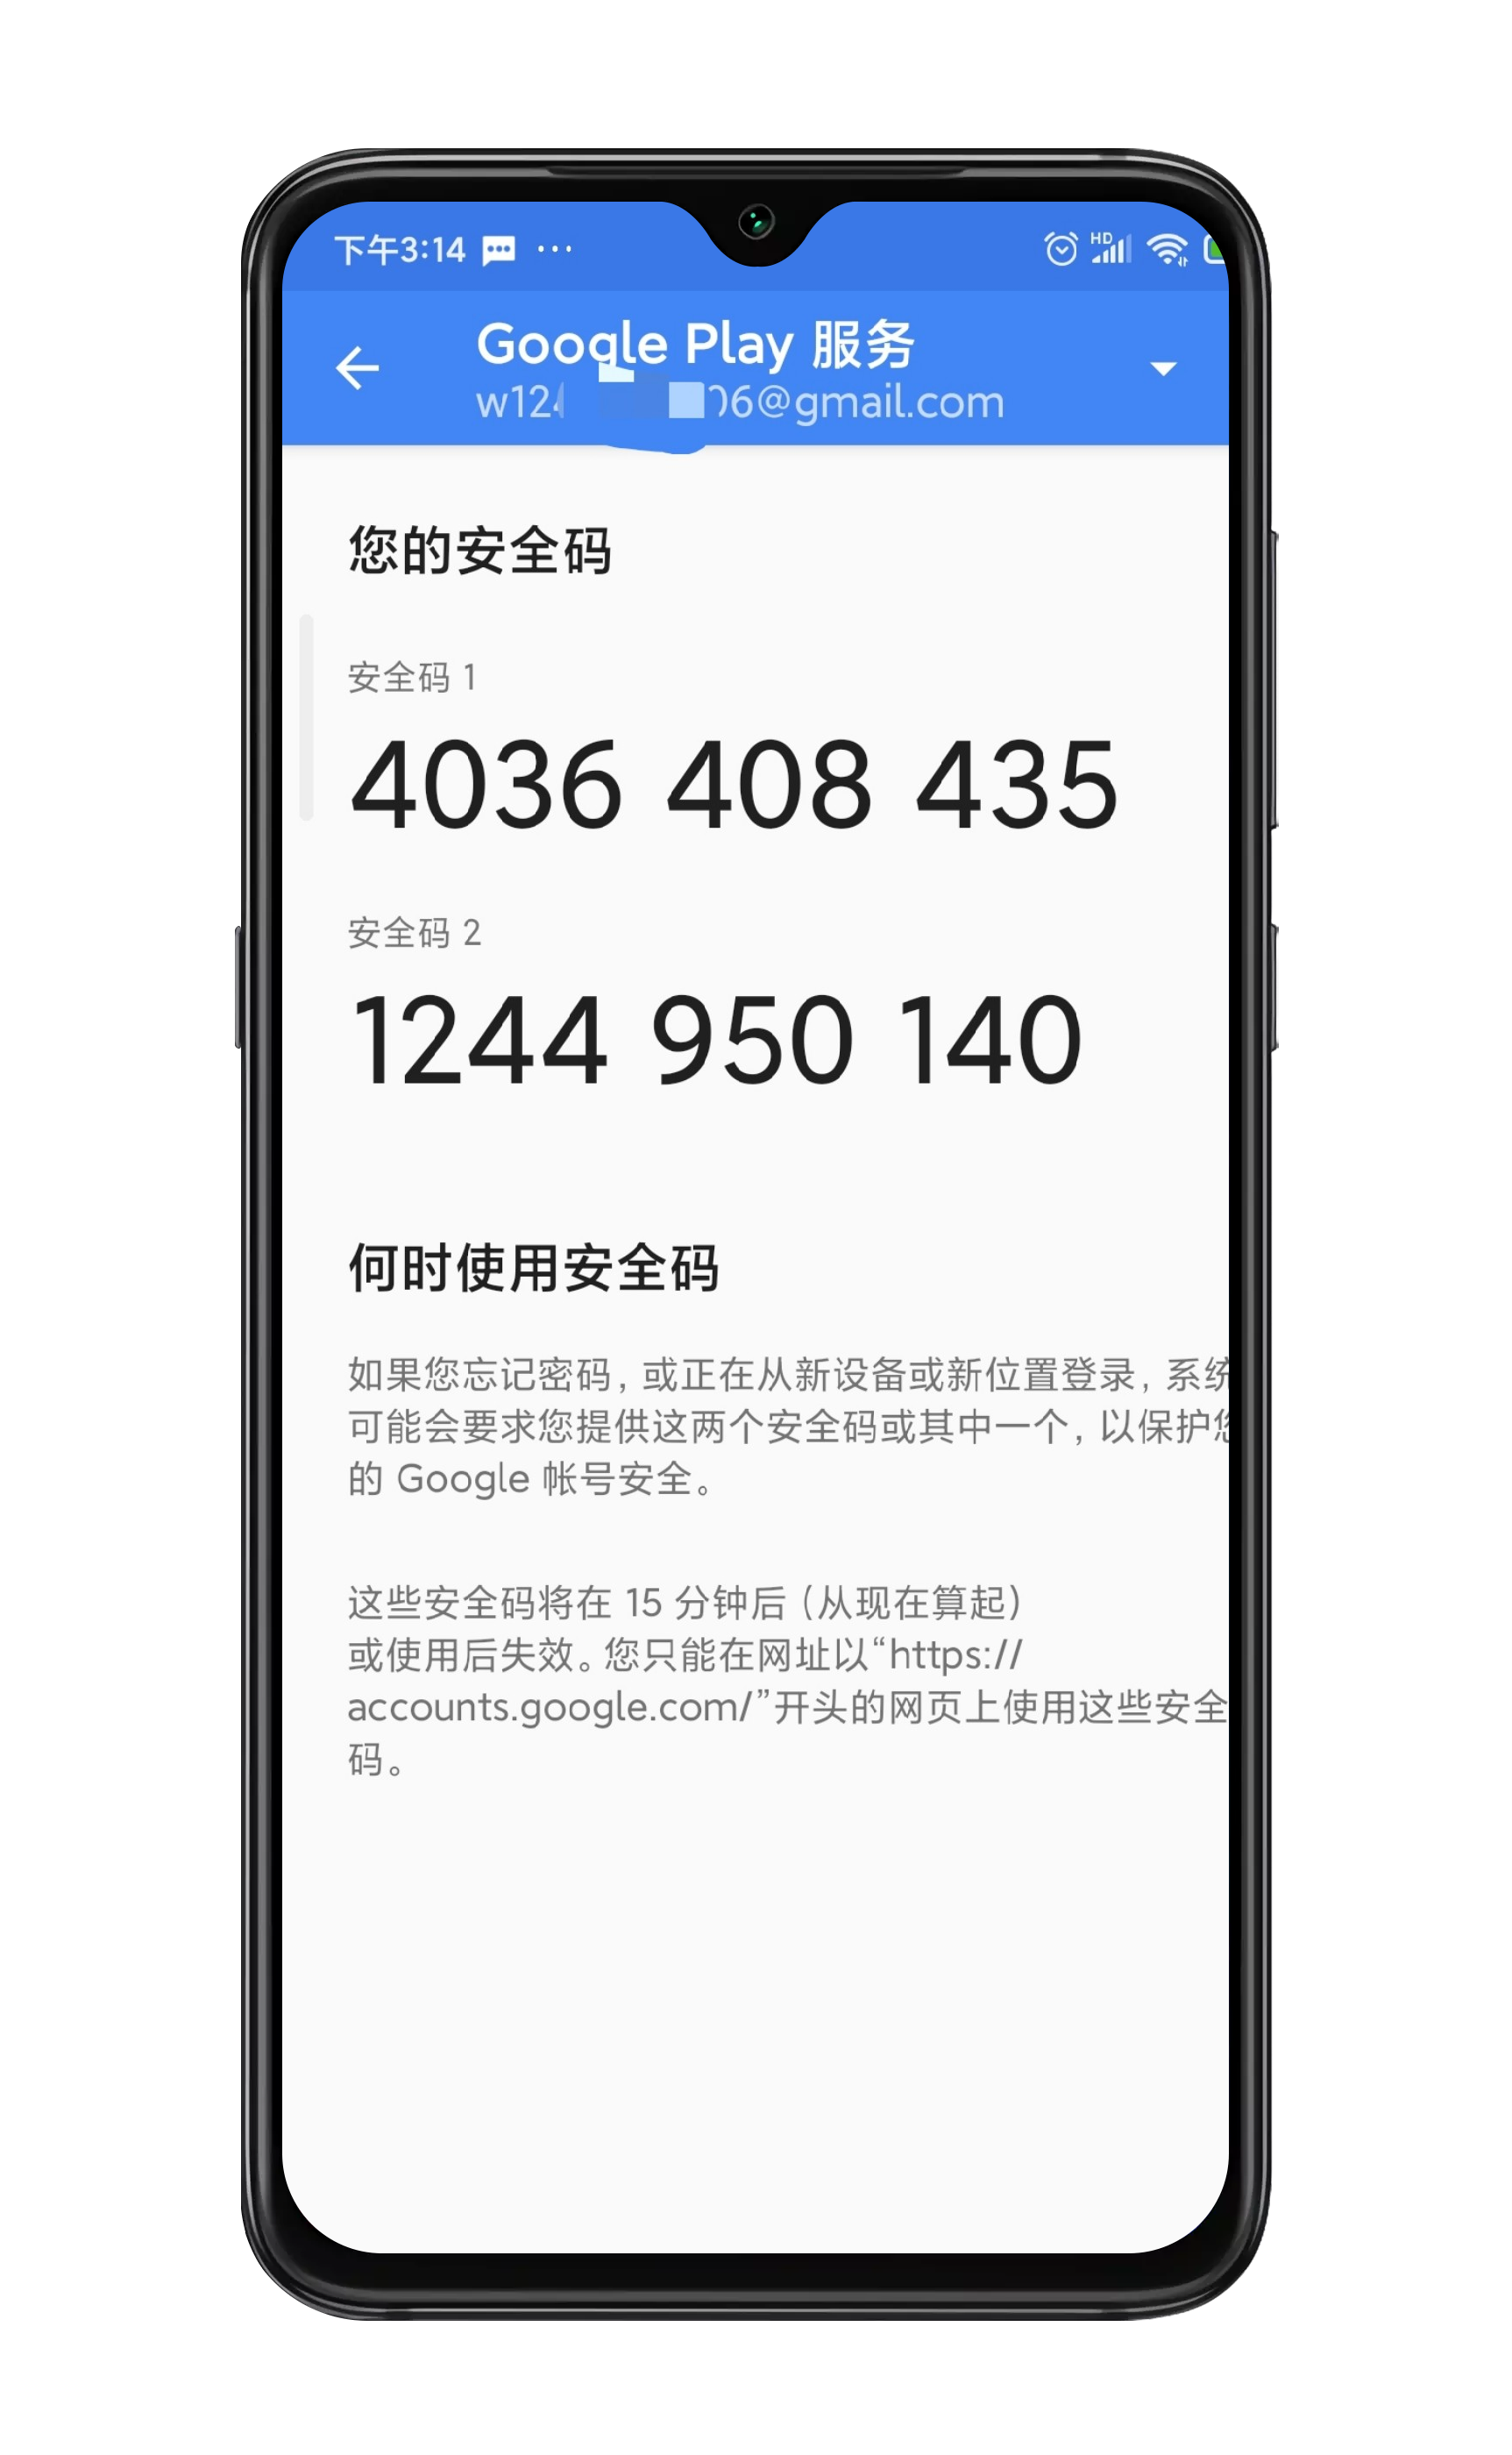 下午3:14
HD
Google Play 服务
w12 06@gmail.com
您的安全码
安全码 1
4036 408 435
安全码 2
1244 950 140
何时使用安全码
如果您忘记密码，或正在从新设备或新位置登录，系统
可能会要求您提供这两个安全码或其中一个，以保护您
的 Google 帐号安全。
这些安全码将在 15 分钟后（从现在算起）
或使用后失效。您只能在网址以“https://
accounts.google.com/”开头的网页上使用这些安全
码。